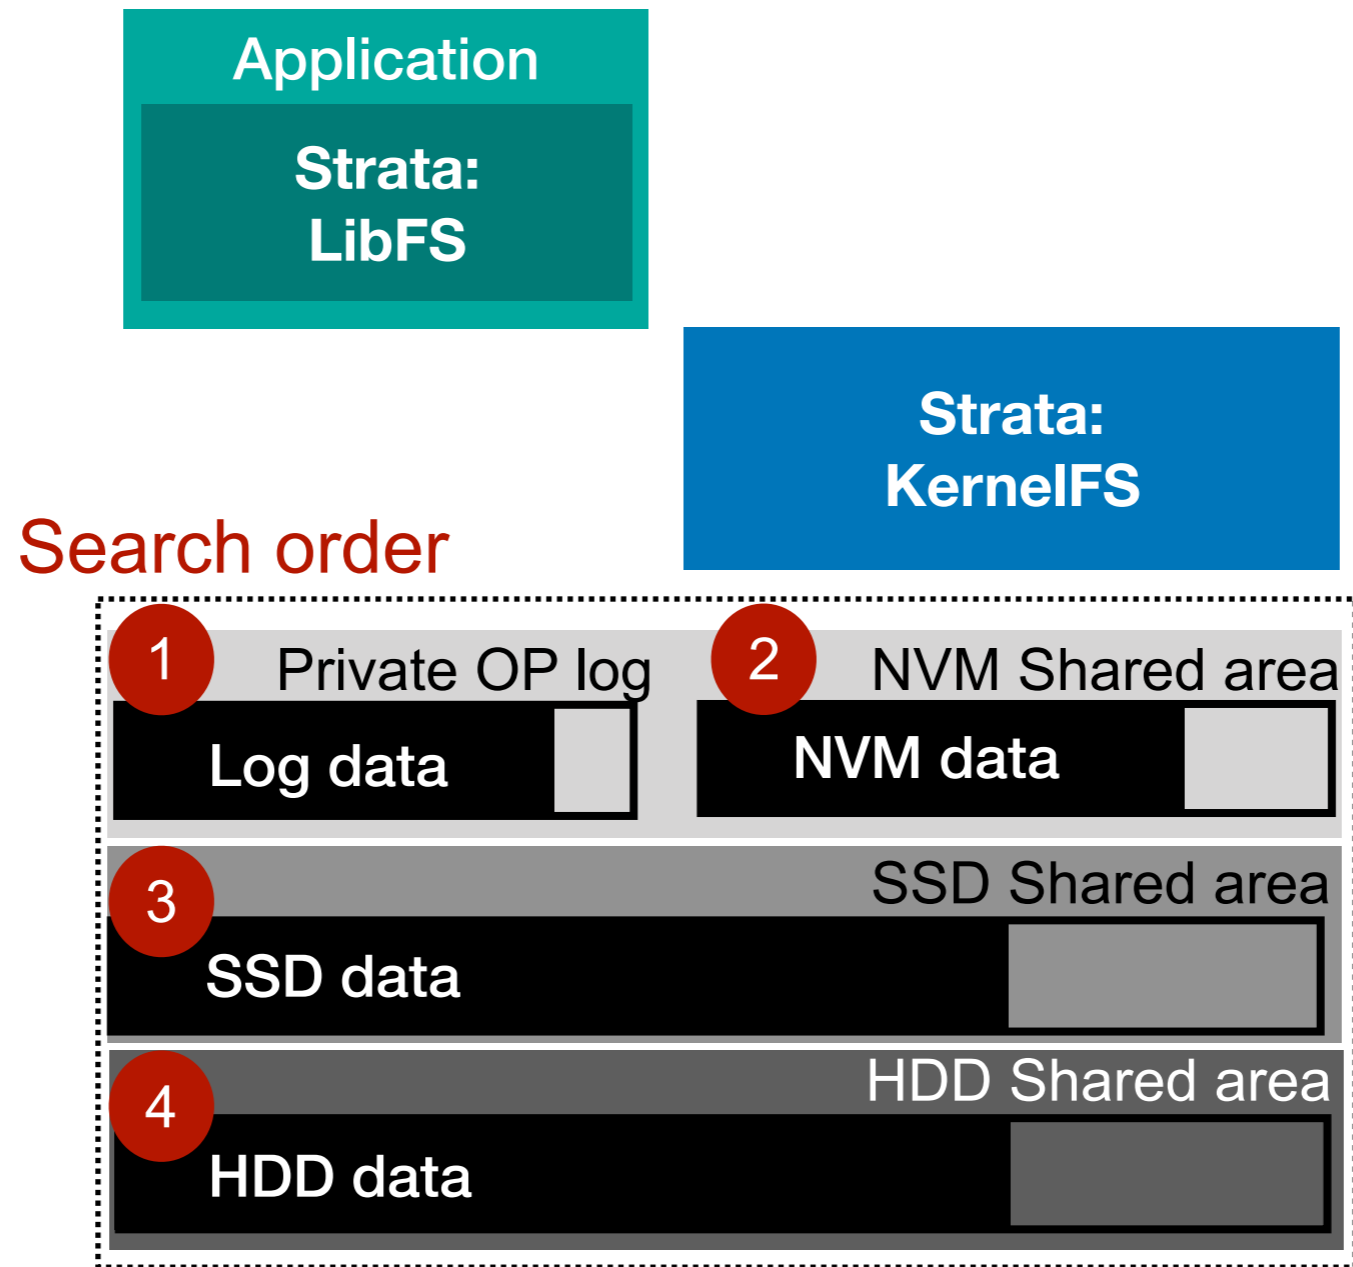 Application
Strata:
LibFS
Strata:
KernelFS
Search order
1
Private OP log
2
NVM Shared area
Log data
NVM data
3
SSD Shared area
SSD data
4
HDD Shared area
HDD data